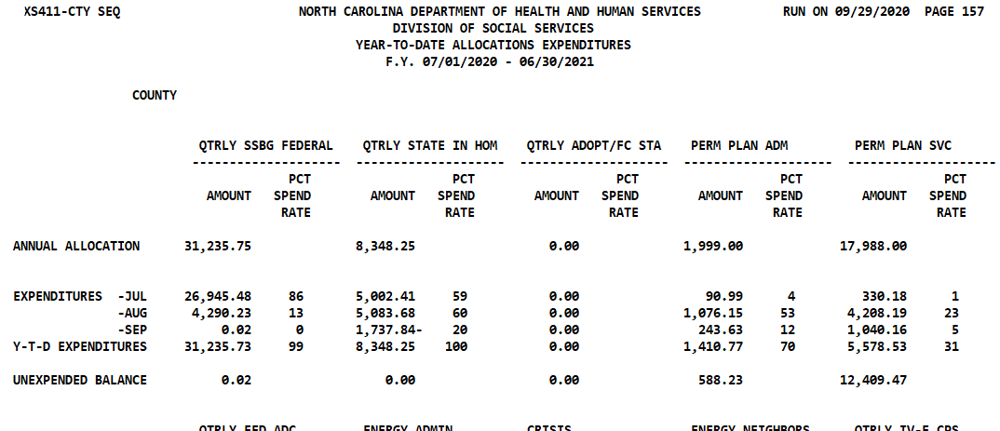 XS411-CTY SEQ NORTH CAROLINA DEPARTMENT OF HEALTH AND HUMAN SERVICES RUN ON 09/29/2020 PAGE 157
DIVISION OF SOCIAL SERVICES
YEAR-TO-DATE ALLOCATIONS EXPENDITURES
F.Y. 07/01/2020 - 06/30/2021
COUNTY
QTRLY SSBG FEDERAL QTRLY STATE IN HOM QTRLY ADOPT/FC STA PERM PLAN ADM PERM PLAN SVC
-------------------- -------------------- -------------------- -------------------- --------------------
PCT PCT PCT PCT PCT
AMOUNT SPEND AMOUNT SPEND AMOUNT SPEND AMOUNT SPEND AMOUNT SPEND
RATE RATE RATE RATE RATE
ANNUAL ALLOCATION 31,235.75 8,348.25 0.00 1,999.00 17,988.00
EXPENDITURES -JUL 26,945.48 86 5,002.41 59 0.00 90.99 4 330.18 1
-AUG 4,290.23 13 5,083.68 60 0.00 1,076.15 53 4,208.19 23
-SEP 0.02 0 1,737.84- 20 0.00 243.63 12 1,040.16 5
Y-T-D EXPENDITURES 31,235.73 99 8,348.25 100 0.00 1,410.77 70 5,578.53 31
UNEXPENDED BALANCE 0.02 0.00 0.00 588.23 12,409.47
QTRLY FED ADC ENERGY ADMIN CRISIS ENERGY NEIGHBORS QTRLY IV-E CPS